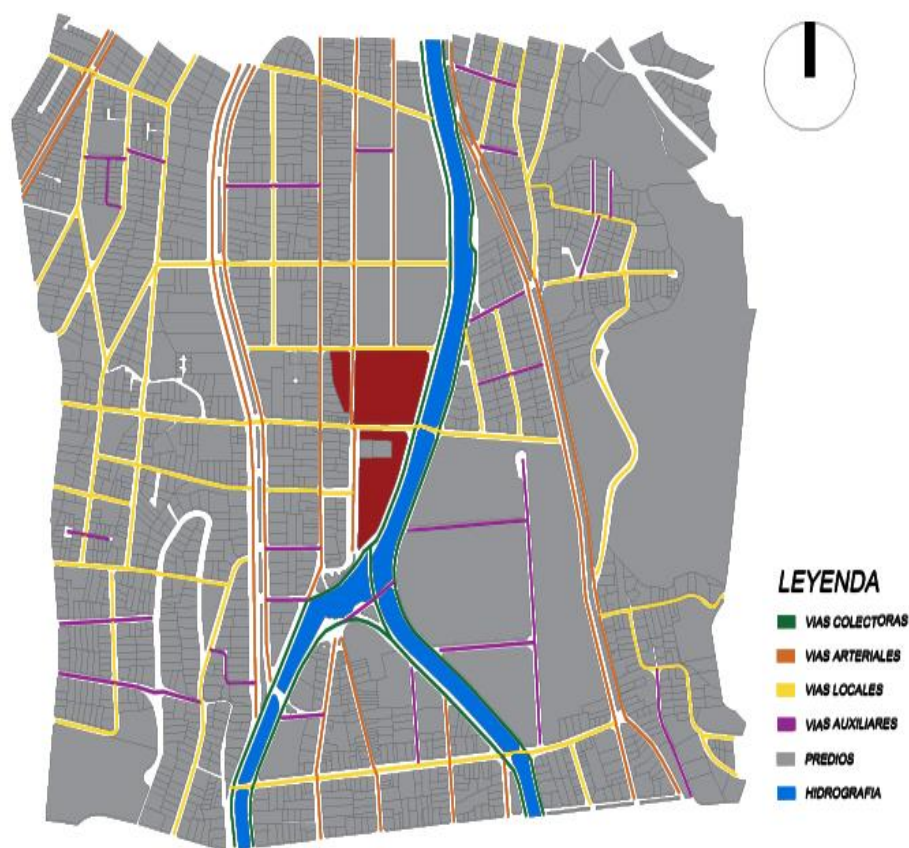 LEYENDA
VIAS COLECTORAS
VIAS ARTERIALES
VIAS LOCALES
VIAS AUXILIARES
PREDIOS
HIDROGRAFIA